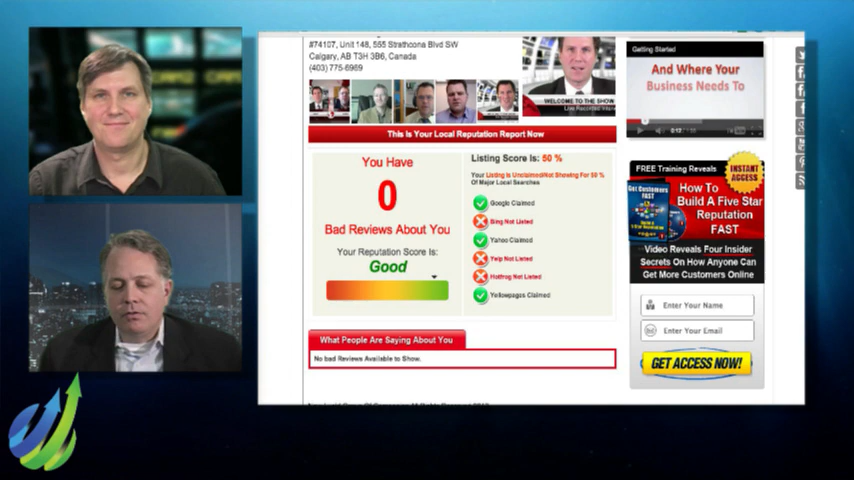 #74107, Unit 148, 555 Strathcona Blvd SW
Calgary, AB T3H 3B6, Canada
(403) 775-6969
WELCOME TO THE SHOW
This Is Your Local Reputation Report Now
You Have
0
Bad Reviews About You
Your Reputation Score Is:
Good
Listing Score Is: 50 %
Your Listing Is Unclaimed/Not Showing For 50 %
Of Major Local Searches
Google Claimed
Bing Not Listed
Yahoo Claimed
Yelp Not Listed
Hotfrog Not Listed
Yellowpages Claimed
What People Are Saying About You
No bad Reviews Available to Show.
Getting Started
And Where Your
Business Needs To
0:12
FREE Training Reveals
INSTANT
ACCESS
How To
Build A Five Star
Reputation
FAST
Video Reveals Four Insider
Secrets On How Anyone Can
Get More Customers Online
Enter Your Name
Enter Your Email
GET ACCESS NOW!